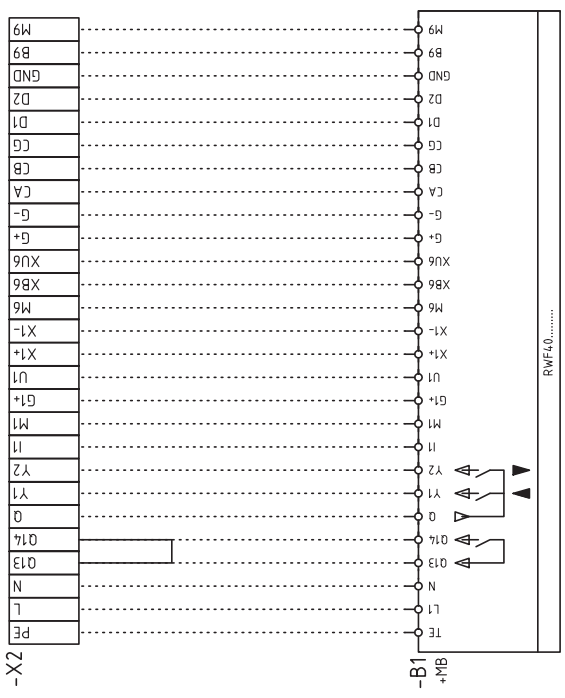 M9
B9
GND
D2
D1
CG
CB
CA
G-
G+
XU6
XB6
M6
X1-
X1+
U1
G1+
M1
I1
Y2
Y1
Q
Q14
Q13
N
L
PE
-X2
M9
B9
GND
D2
D1
CG
CB
CA
G-
G+
XU6
XB6
M6
X1-
X1+
U1
G1+
M1
I1
Y2
Y1
Q
Q14
Q13
N
L1
TE
-B1
+MB
RWF40.........